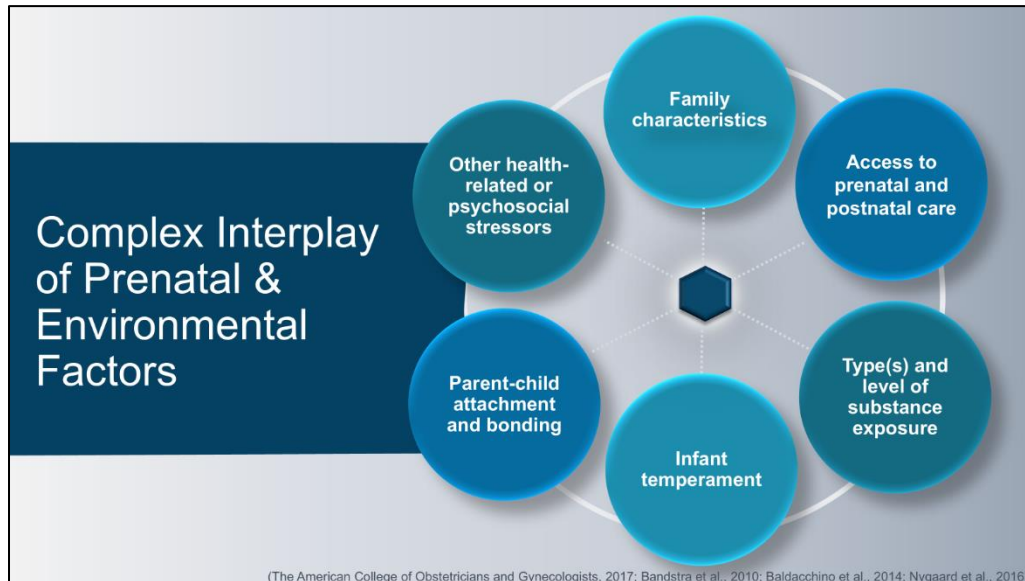 Complex Interplay
of Prenatal &
Environmental
Factors
Family
characteristics
Access to
prenatal and
postnatal care
Type(s) and
level of
substance
exposure
Infant
temperament
Parent-child
attachment
and bonding
Other health-
related or
psychosocial
stressors
(The American College of Obstetricians and Gynecologists, 2017; Bandstra et al., 2010; Baldacchino et al., 2014; Nygaard et al., 2016